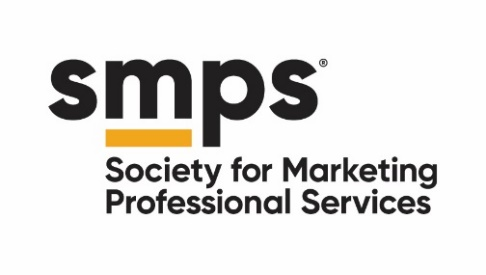 smps®
Society for Marketing
Professional Services